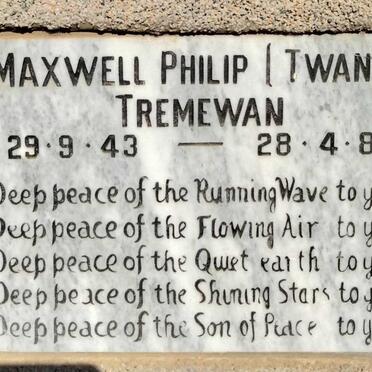 MAXWELL PHILIP (TWAN
TREMEWAN
29·9·43 — 28·4·8
Deep peace of the Running Wave to y
Deep peace of the Flowing Air to y
Deep peace of the Quiet earth to y
Deep peace of the Shining Stars to y
Deep peace of the Son of Peace to y